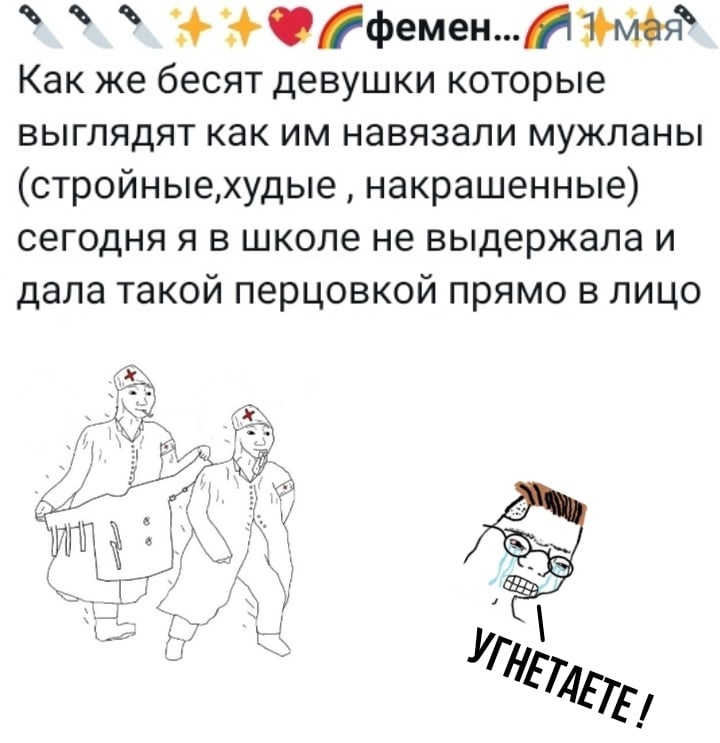 фемен... 11 мая
Как же бесят девушки которые
выглядят как им навязали мужланы
(стройные,худые , накрашенные)
сегодня я в школе не выдержала и
дала такой перцовкой прямо в лицо
УГНЕТАЕТЕ!